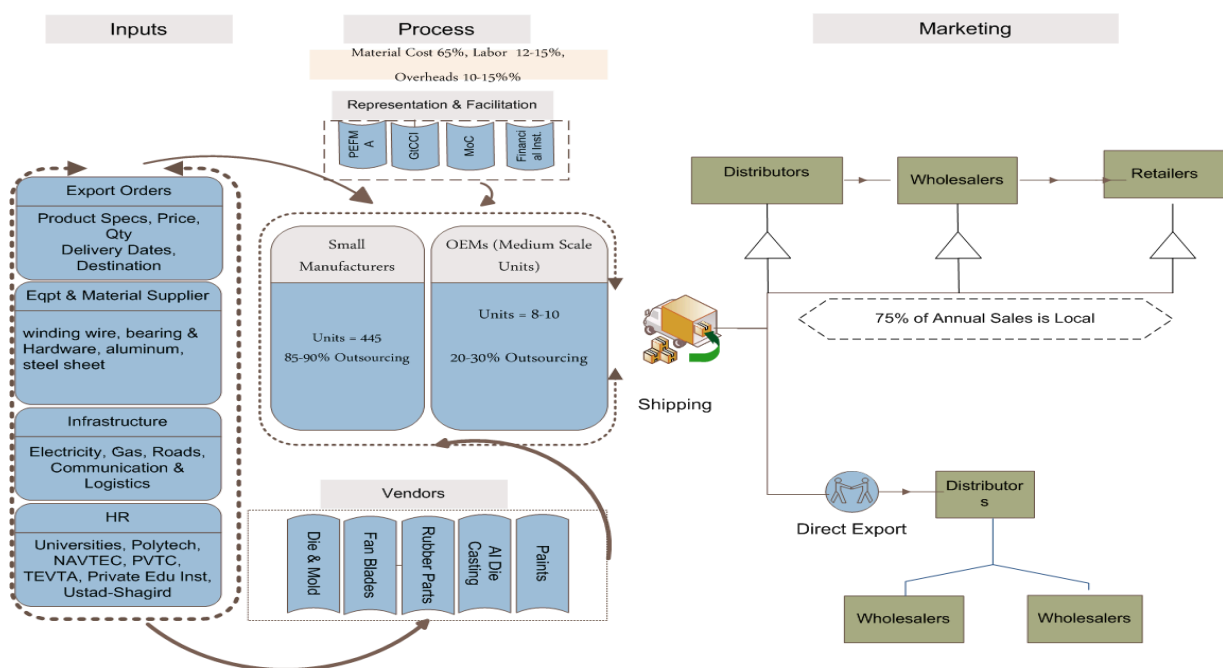 Inputs
Process
Marketing
Material Cost 65%, Labor 12-15%,
Overheads 10-15%%
Representation & Facilitation
PEFM
A
GICCI
MoC
Financi
al Inst.
Export Orders
Product Specs, Price,
Qty
Delivery Dates,
Destination
Eqpt & Material Supplier
winding wire, bearing &
Hardware, aluminum,
steel sheet
Infrastructure
Electricity, Gas, Roads,
Communication &
Logistics
HR
Universities, Polytech,
NAVTEC, PVTC,
TEVTA, Private Edu Inst,
Ustad-Shagird
Small
Manufacturers
Units = 445
85-90% Outsourcing
OEMs (Medium Scale
Units)
Units = 8-10
20-30% Outsourcing
Vendors
Die & Mold
Fan Blades
Rubber Parts
Al Die
Casting
Paints
Shipping
Distributors
Wholesalers
Retailers
75% of Annual Sales is Local
Direct Export
Distributor
s
Wholesalers
Wholesalers